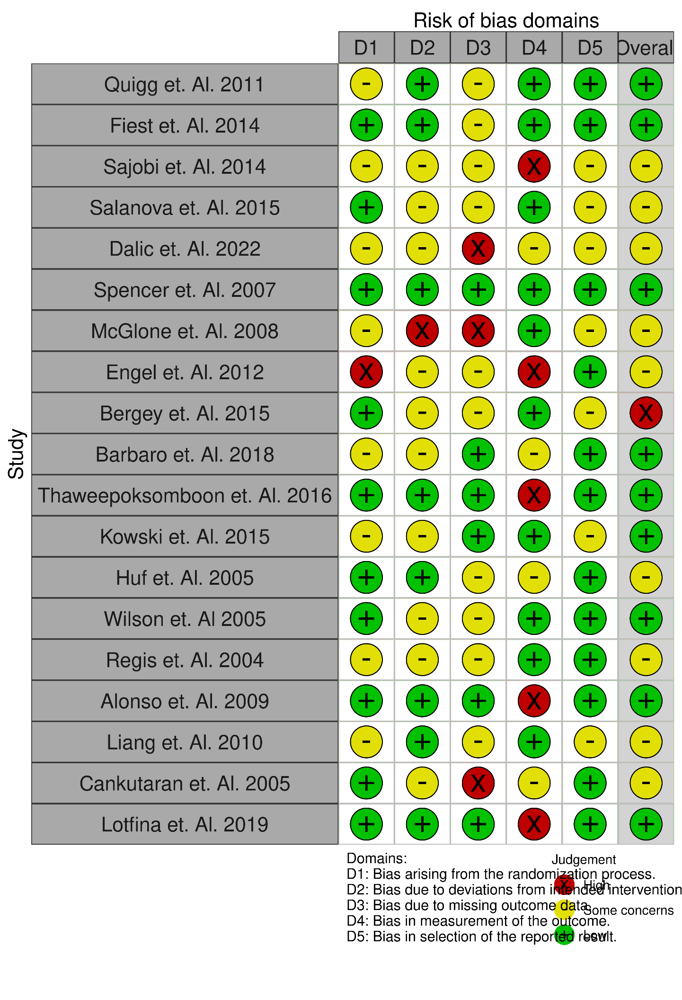 Risk of bias domains
D1 D2 D3 D4 D5 Overall
Quigg et. Al. 2011 - + - + + +
Fiest et. Al. 2014 + + - + + +
Sajobi et. Al. 2014 - - - X - -
Salanova et. Al. 2015 + - - + - -
Dalic et. Al. 2022 - - X - - -
Spencer et. Al. 2007 + + + + + +
McGlone et. Al. 2008 - X X + - -
Engel et. Al. 2012 X - - X + -
Bergey et. Al. 2015 + - - + - X
Barbaro et. Al. 2018 - - + - + +
Thaweepoksomboon et. Al. 2016 + + + X + +
Kowski et. Al. 2015 - - + + - +
Huf et. Al. 2005 + + - - + -
Wilson et. Al 2005 + - - + + +
Regis et. Al. 2004 - - - + + -
Alonso et. Al. 2009 + + + X + +
Liang et. Al. 2010 - + - + - -
Cankutaran et. Al. 2005 + - X - + -
Lotfina et. Al. 2019 + + + X + +
Study
Domains:
D1: Bias arising from the randomization process.
D2: Bias due to deviations from intended intervention
D3: Bias due to missing outcome data.
D4: Bias in measurement of the outcome.
D5: Bias in selection of the reported result.
Judgement
X High
- Some concerns
+ Low